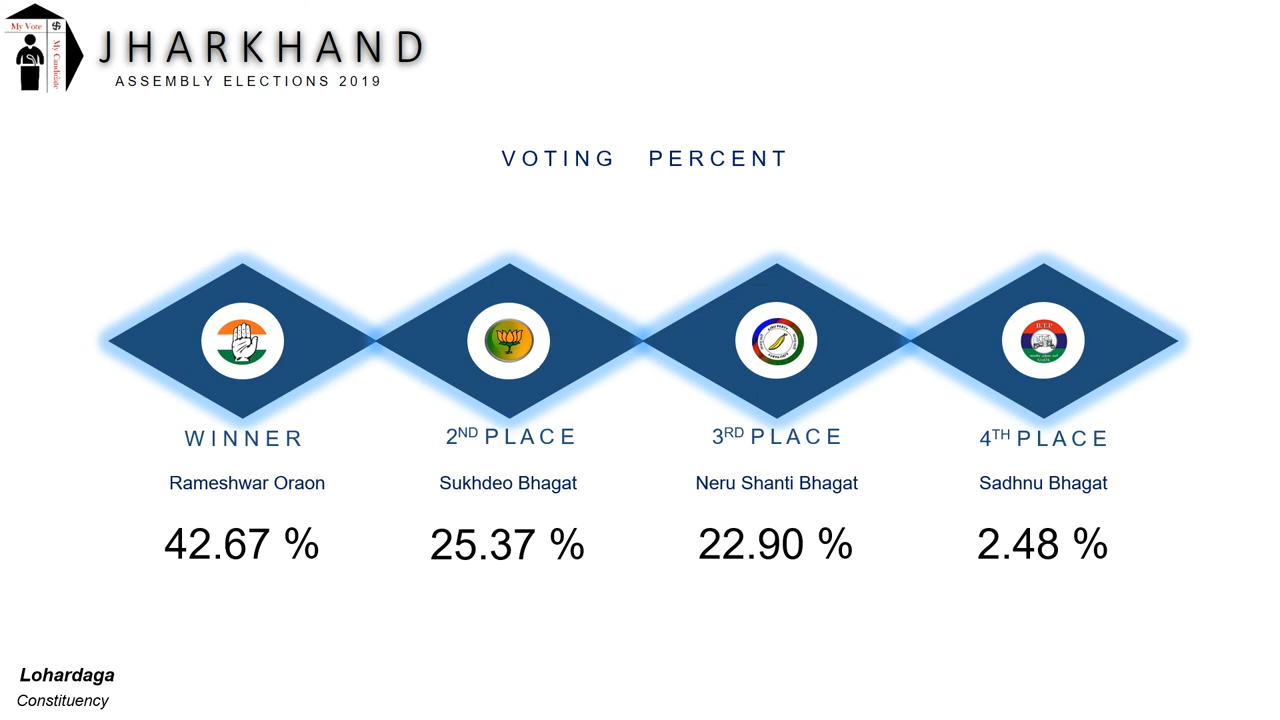 My Vote
My Candidate
JHARKHAND
ASSEMBLY ELECTIONS 2019
VOTING PERCENT
B.T.P
WINNER
2ND PLACE
3RD PLACE
4TH PLACE
Rameshwar Oraon
Sukhdeo Bhagat
Neru Shanti Bhagat
Sadhnu Bhagat
42.67 %
25.37 %
22.90 %
2.48 %
Lohardaga
Constituency